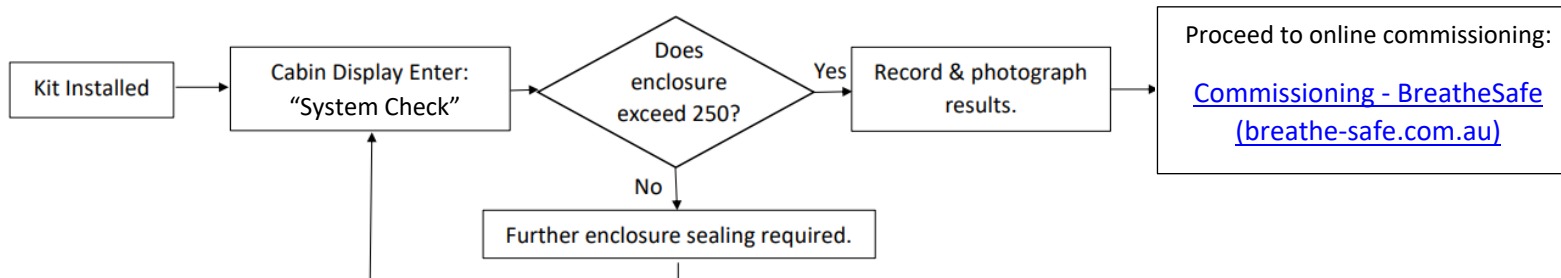 Kit Installed
Cabin Display Enter:
“System Check”
Does
enclosure
exceed 250?
Yes
Record & photograph
results.
Proceed to online commissioning:
Commissioning - BreatheSafe
(breathe-safe.com.au)
No
Further enclosure sealing required.